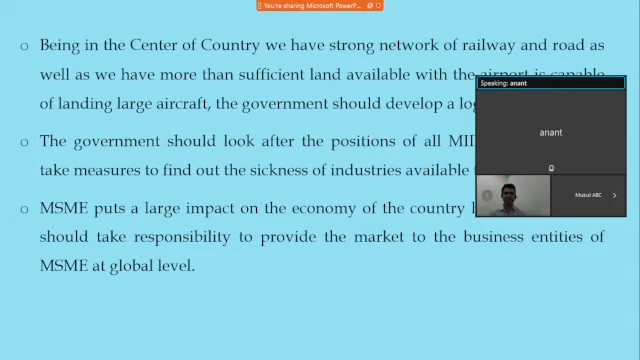 You're sharing Microsoft PowerP...
Being in the Center of Country we have strong network of railway and road as
well as we have more than sufficient land available with the airport is capable
of landing large aircraft, the government should develop a
The government should look after the positions of all
take measures to find out the sickness of industries available
MSME puts a large impact on the economy of the country
should take responsibility to provide the market to the business entities of
MSME at global level.
Speaking: anant
anant
Mukut ABC